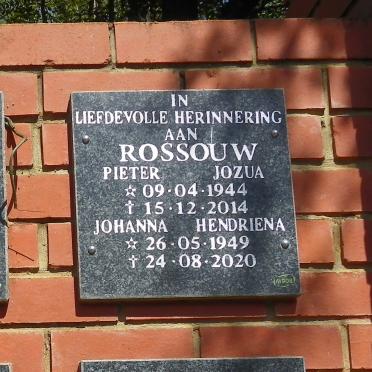 IN
LIEFDEVOLLE HERINNERING
AAN
ROSSOUW
PIETER JOZUA
☆ 09·04·1944
† 15·12·2014
JOHANNA HENDRIENA
☆ 26·05·1949
† 24·08·2020